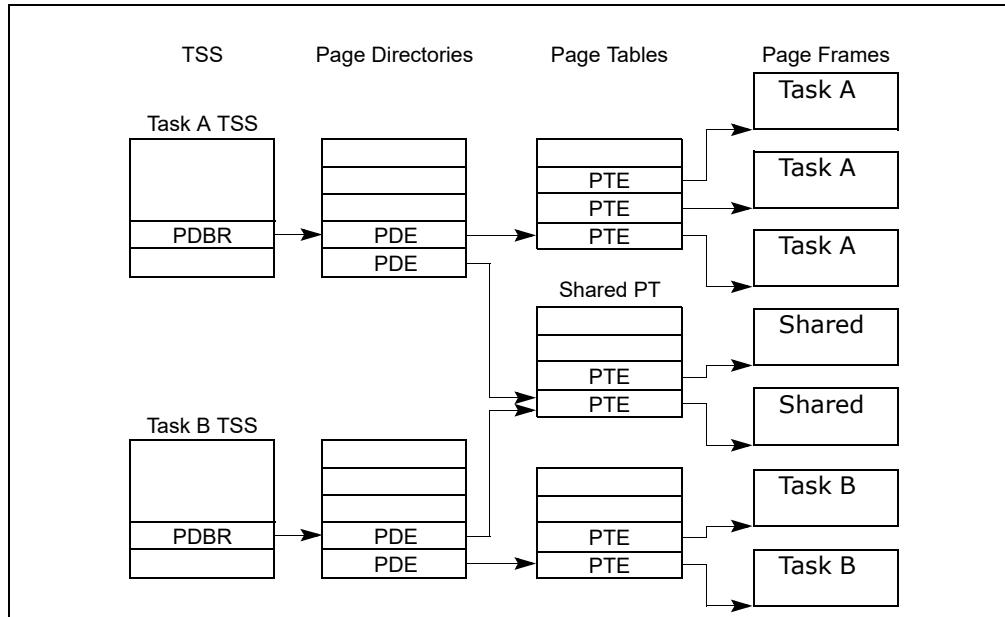 TSS Page Directories Page Tables Page Frames
Task A
Task A TSS
Task A
PTE
PTE
PDBR PDE PTE
Task A
PDE
Shared PT
Shared
PTE
PTE
Shared
Task B TSS
Task B
PDBR PDE PTE
PDE PTE
Task B